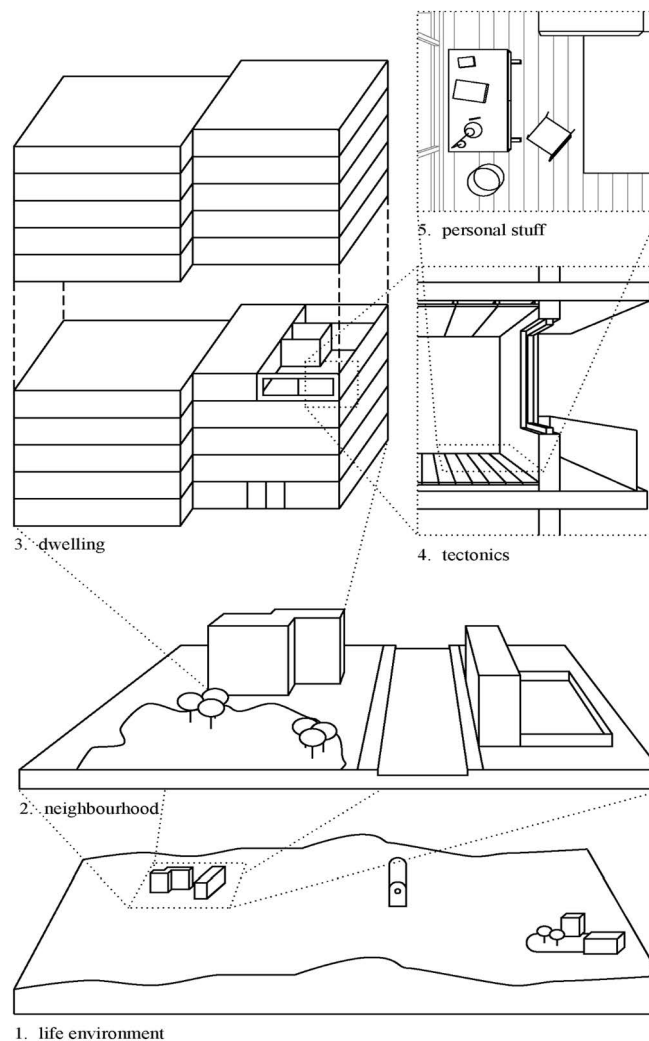 5. personal stuff
3. dwelling
4. tectonics
2. neighbourhood
1. life environment